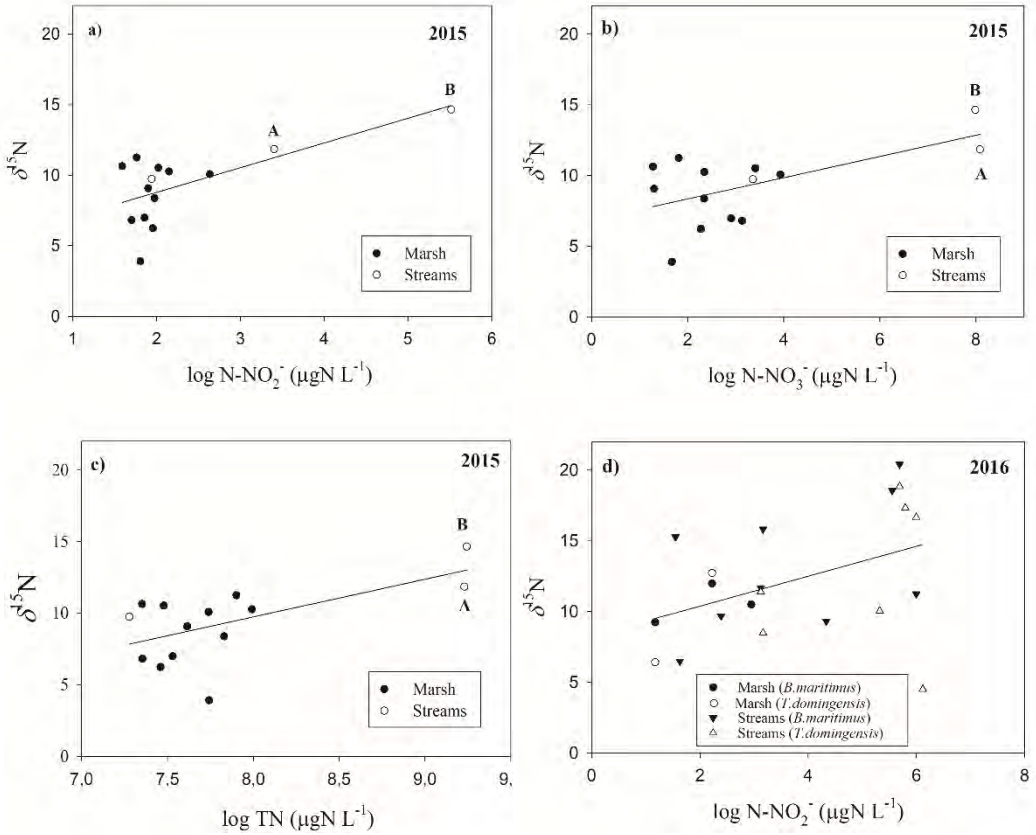 a)
2015
20
15
10
5
0
δ¹⁵N
B
A
Marsh
Streams
1 2 3 4 5 6
log N-NO₂⁻ (µgN L⁻¹)
b)
2015
20
15
10
5
0
δ¹⁵N
B
A
Marsh
Streams
0 2 4 6 8
log N-NO₃⁻ (µgN L⁻¹)
c)
2015
20
15
10
5
0
δ¹⁵N
B
A
Marsh
Streams
7,0 7,5 8,0 8,5 9,0 9,
log TN (µgN L⁻¹)
d)
2016
20
15
10
5
0
δ¹⁵N
Marsh (B.maritimus)
Marsh (T.domingensis)
Streams (B.maritimus)
Streams (T.domingensis)
0 2 4 6 8
log N-NO₂⁻ (µgN L⁻¹)